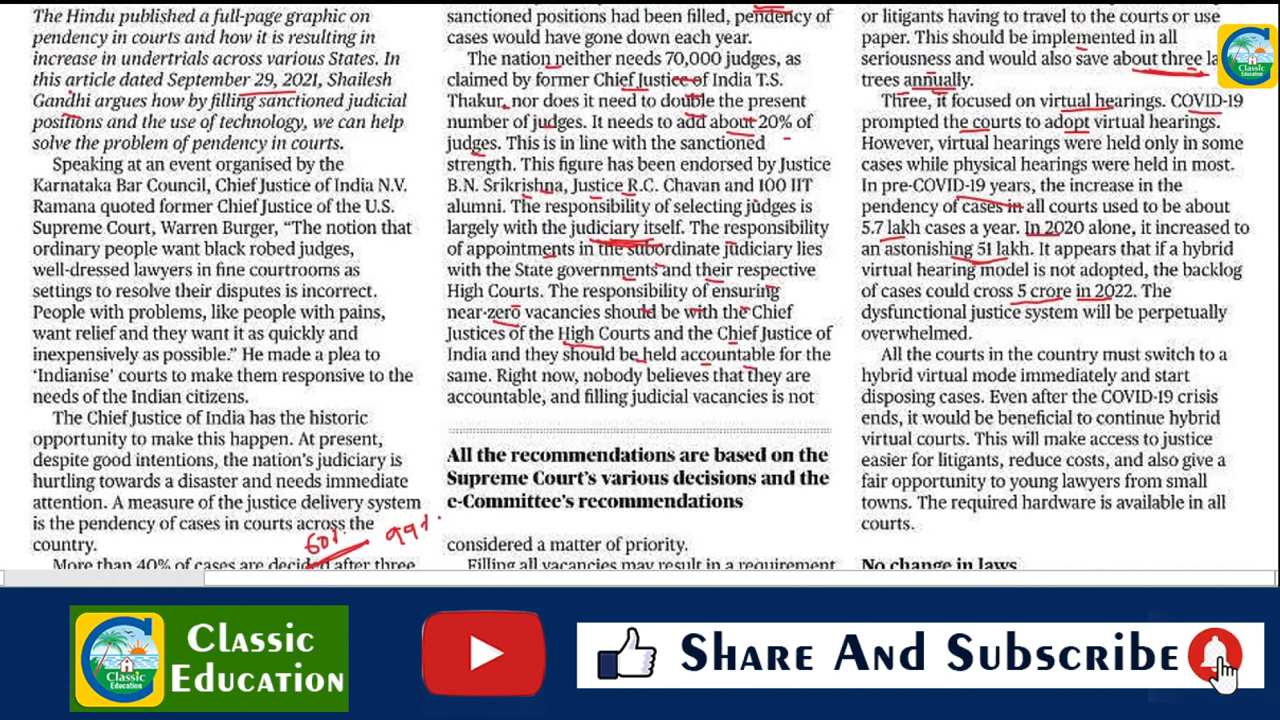 The Hindu published a full-page graphic on
pendency in courts and how it is resulting in
increase in undertrials across various States. In
this article dated September 29, 2021, Shailesh
Gandhi argues how by filling sanctioned judicial
positions and the use of technology, we can help
solve the problem of pendency in courts.
Speaking at an event organised by the
Karnataka Bar Council, Chief Justice of India N.V.
Ramana quoted former Chief Justice of the U.S.
Supreme Court, Warren Burger, “The notion that
ordinary people want black robed judges,
well-dressed lawyers in fine courtrooms as
settings to resolve their disputes is incorrect.
People with problems, like people with pains,
want relief and they want it as quickly and
inexpensively as possible.” He made a plea to
‘Indianise’ courts to make them responsive to the
needs of the Indian citizens.
The Chief Justice of India has the historic
opportunity to make this happen. At present,
despite good intentions, the nation's judiciary is
hurtling towards a disaster and needs immediate
attention. A measure of the justice delivery system
is the pendency of cases in courts across the
country.
60%. 99%.
More than 40% of cases are decided after three
sanctioned positions had been filled, pendency of
cases would have gone down each year.
The nation neither needs 70,000 judges, as
claimed by former Chief Justice of India T.S.
Thakur, nor does it need to double the present
number of judges. It needs to add about 20% of
judges. This is in line with the sanctioned
strength. This figure has been endorsed by Justice
B.N. Srikrishna, Justice R.C. Chavan and 100 IIT
alumni. The responsibility of selecting judges is
largely with the judiciary itself. The responsibility
of appointments in the subordinate judiciary lies
with the State governments and their respective
High Courts. The responsibility of ensuring
near-zero vacancies should be with the Chief
Justices of the High Courts and the Chief Justice of
India and they should be held accountable for the
same. Right now, nobody believes that they are
accountable, and filling judicial vacancies is not
All the recommendations are based on the
Supreme Court's various decisions and the
e-Committee's recommendations
considered a matter of priority.
Filling all vacancies may result in a requirement
or litigants having to travel to the courts or use
paper. This should be implemented in all
seriousness and would also save about three la
trees annually.
Three, it focused on virtual hearings. COVID-19
prompted the courts to adopt virtual hearings.
However, virtual hearings were held only in some
cases while physical hearings were held in most.
In pre-COVID-19 years, the increase in the
pendency of cases in all courts used to be about
5.7 lakh cases a year. In 2020 alone, it increased to
an astonishing 51 lakh. It appears that if a hybrid
virtual hearing model is not adopted, the backlog
of cases could cross 5 crore in 2022. The
dysfunctional justice system will be perpetually
overwhelmed.
All the courts in the country must switch to a
hybrid virtual mode immediately and start
disposing cases. Even after the COVID-19 crisis
ends, it would be beneficial to continue hybrid
virtual courts. This will make access to justice
easier for litigants, reduce costs, and also give a
fair opportunity to young lawyers from small
towns. The required hardware is available in all
courts.
No change in laws
Classic
Education
Classic
Education
Classic
Education
Share And Subscribe